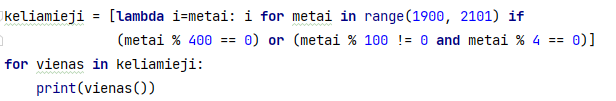 keliamieji = [lambda i=metai: i for metai in range(1900, 2101) if
(metai % 400 == 0) or (metai % 100 != 0 and metai % 4 == 0)]
for vienas in keliamieji:
print(vienas())